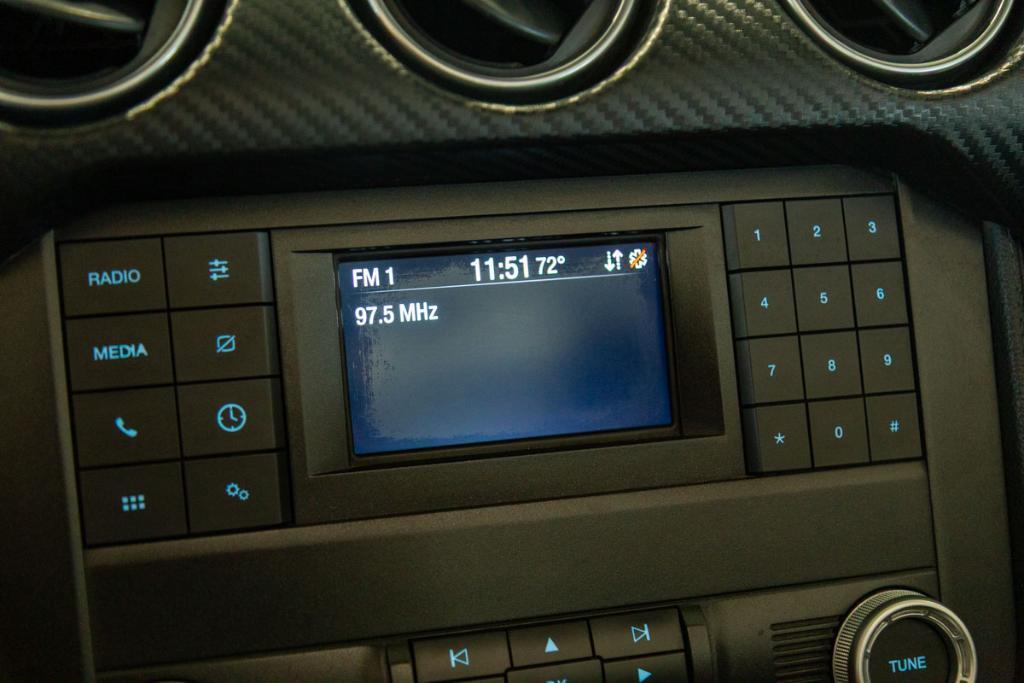 FM 1 11:51 72°
97.5 MHz
RADIO
MEDIA
1 2 3
4 5 6
7 8 9
* 0 #
TUNE